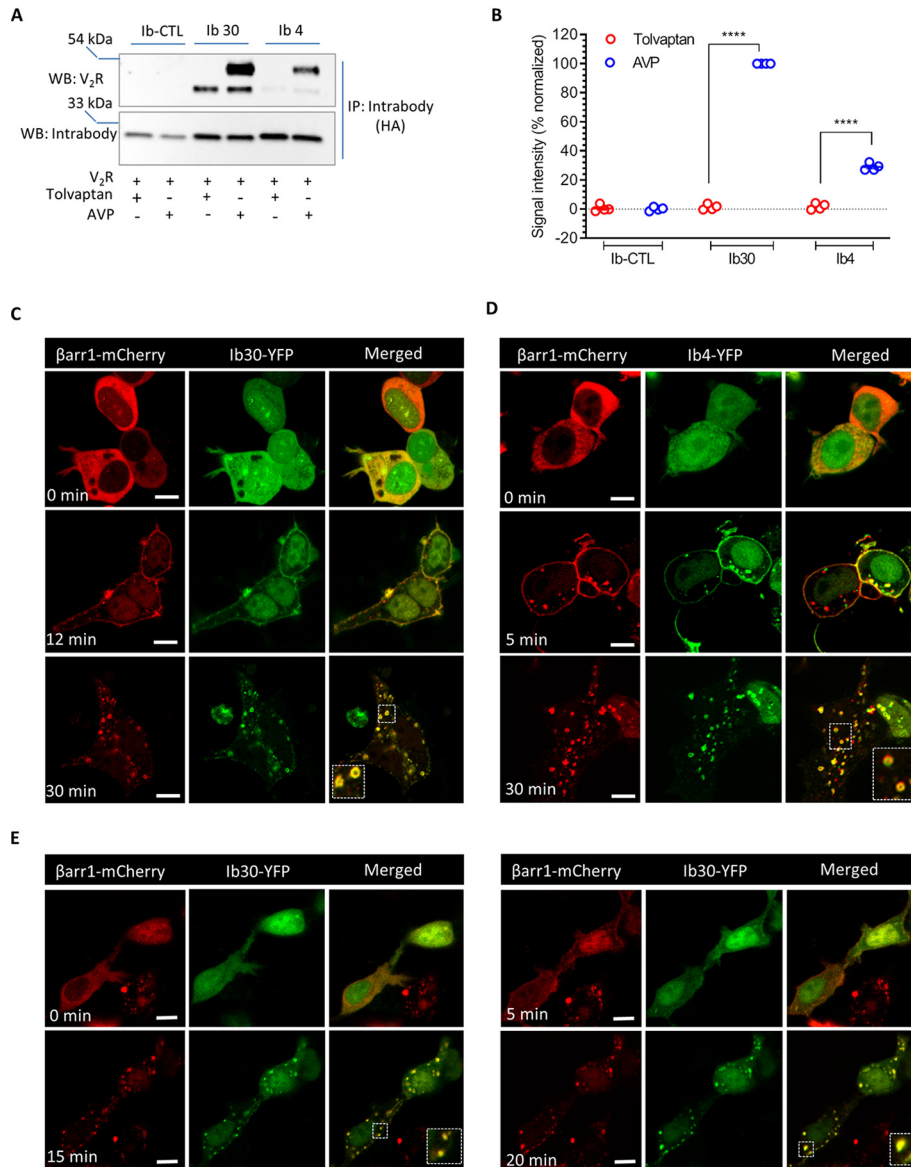 A
Ib-CTL Ib 30 Ib 4
54 kDa
WB: V₂R
33 kDa
WB: Intrabody
IP: Intrabody
(HA)
V₂R + + + + + +
Tolvaptan + - + - + -
AVP - + - + - +
B
Signal intensity (% normalized)
120
100
80
60
40
20
0
-20
Tolvaptan
AVP
****
****
Ib-CTL Ib30 Ib4
C
βarr1-mCherry Ib30-YFP Merged
0 min
12 min
30 min
D
βarr1-mCherry Ib4-YFP Merged
0 min
5 min
30 min
E
βarr1-mCherry Ib30-YFP Merged
0 min
15 min
βarr1-mCherry Ib30-YFP Merged
5 min
20 min